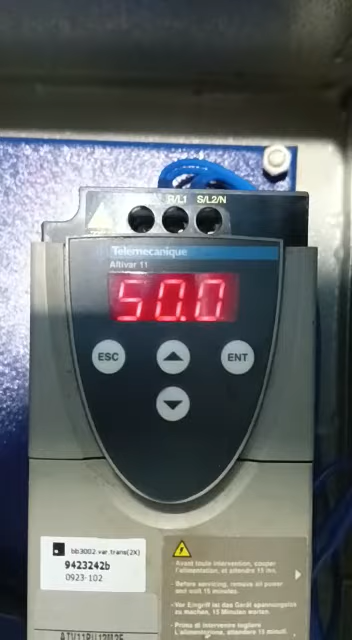 R/L1 S/L2/N
Telemecanique
Altivar 11
50.0
ESC
ENT
bb3002.var.trans(2X)
9423242b
0923-102
- Avant toute intervention, couper
l'alimentation, et attendre 15 mn.
- Before servicing, remove all power
and wait 15 minutes.
- Vor Eingriff ist das Gerät spannungslos
zu machen, 15 Minuten warten.
- Prima di intervenire togliere
L'alimentazione, attendere 15 minuti.